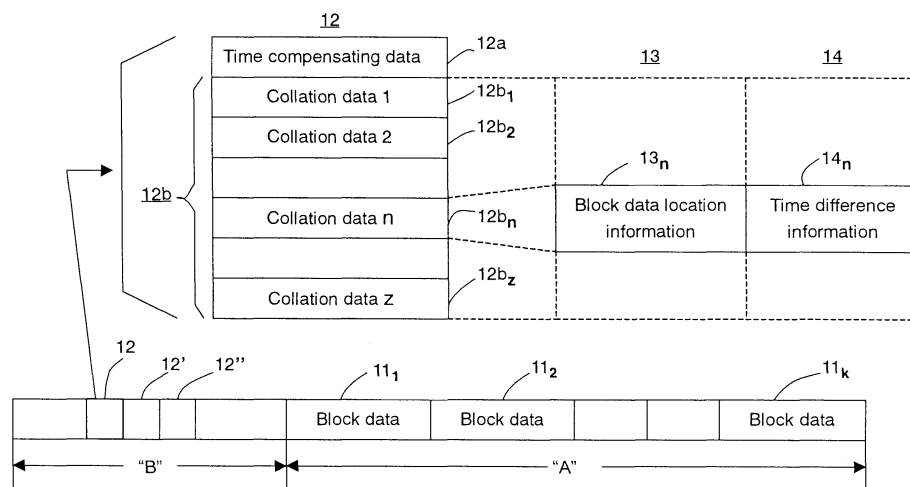 12
Time compensating data
12a
13
14
Collation data 1
12b1
Collation data 2
12b2
12b
13n
14n
Collation data n
12bn
Block data location
information
Time difference
information
Collation data z
12bz
12
12'
12''
111
112
11k
Block data
Block data
Block data
"B"
"A"